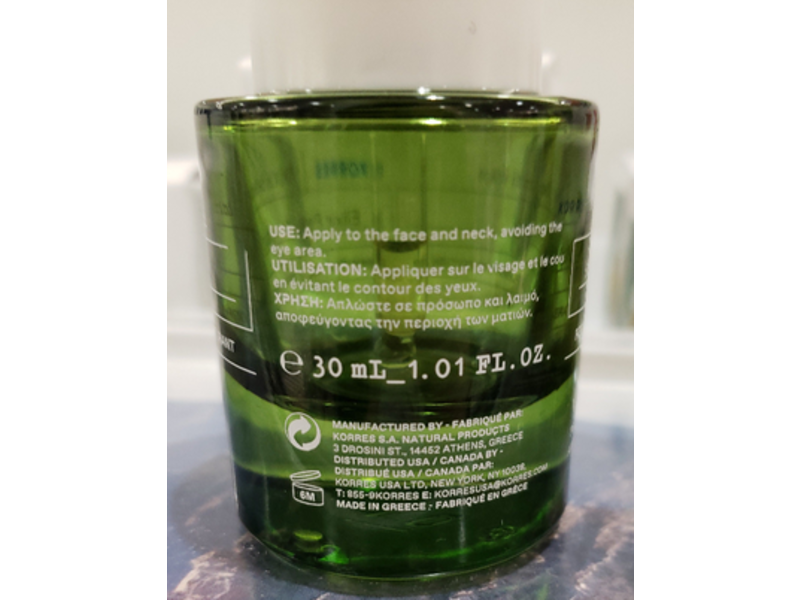 USE: Apply to the face and neck, avoiding the
eye area.
UTILISATION: Appliquer sur le visage et le cou
en évitant le contour des yeux.
ΧΡΗΣΗ: Απλώστε σε πρόσωπο και λαιμό,
αποφεύγοντας την περιοχή των ματιών.
℮ 30 mL_1.01 FL.OZ.
MANUFACTURED BY - FABRIQUÉ PAR:
KORRES S.A. NATURAL PRODUCTS
3 DROSINI ST., 14452 ATHENS, GREECE
DISTRIBUTED USA / CANADA BY -
DISTRIBUÉ USA / CANADA PAR:
KORRES USA LTD, NEW YORK, NY 10038,
T: 855-9KORRES E: KORRESUSA@KORRES.COM
MADE IN GREECE - FABRIQUÉ EN GRÈCE
6M